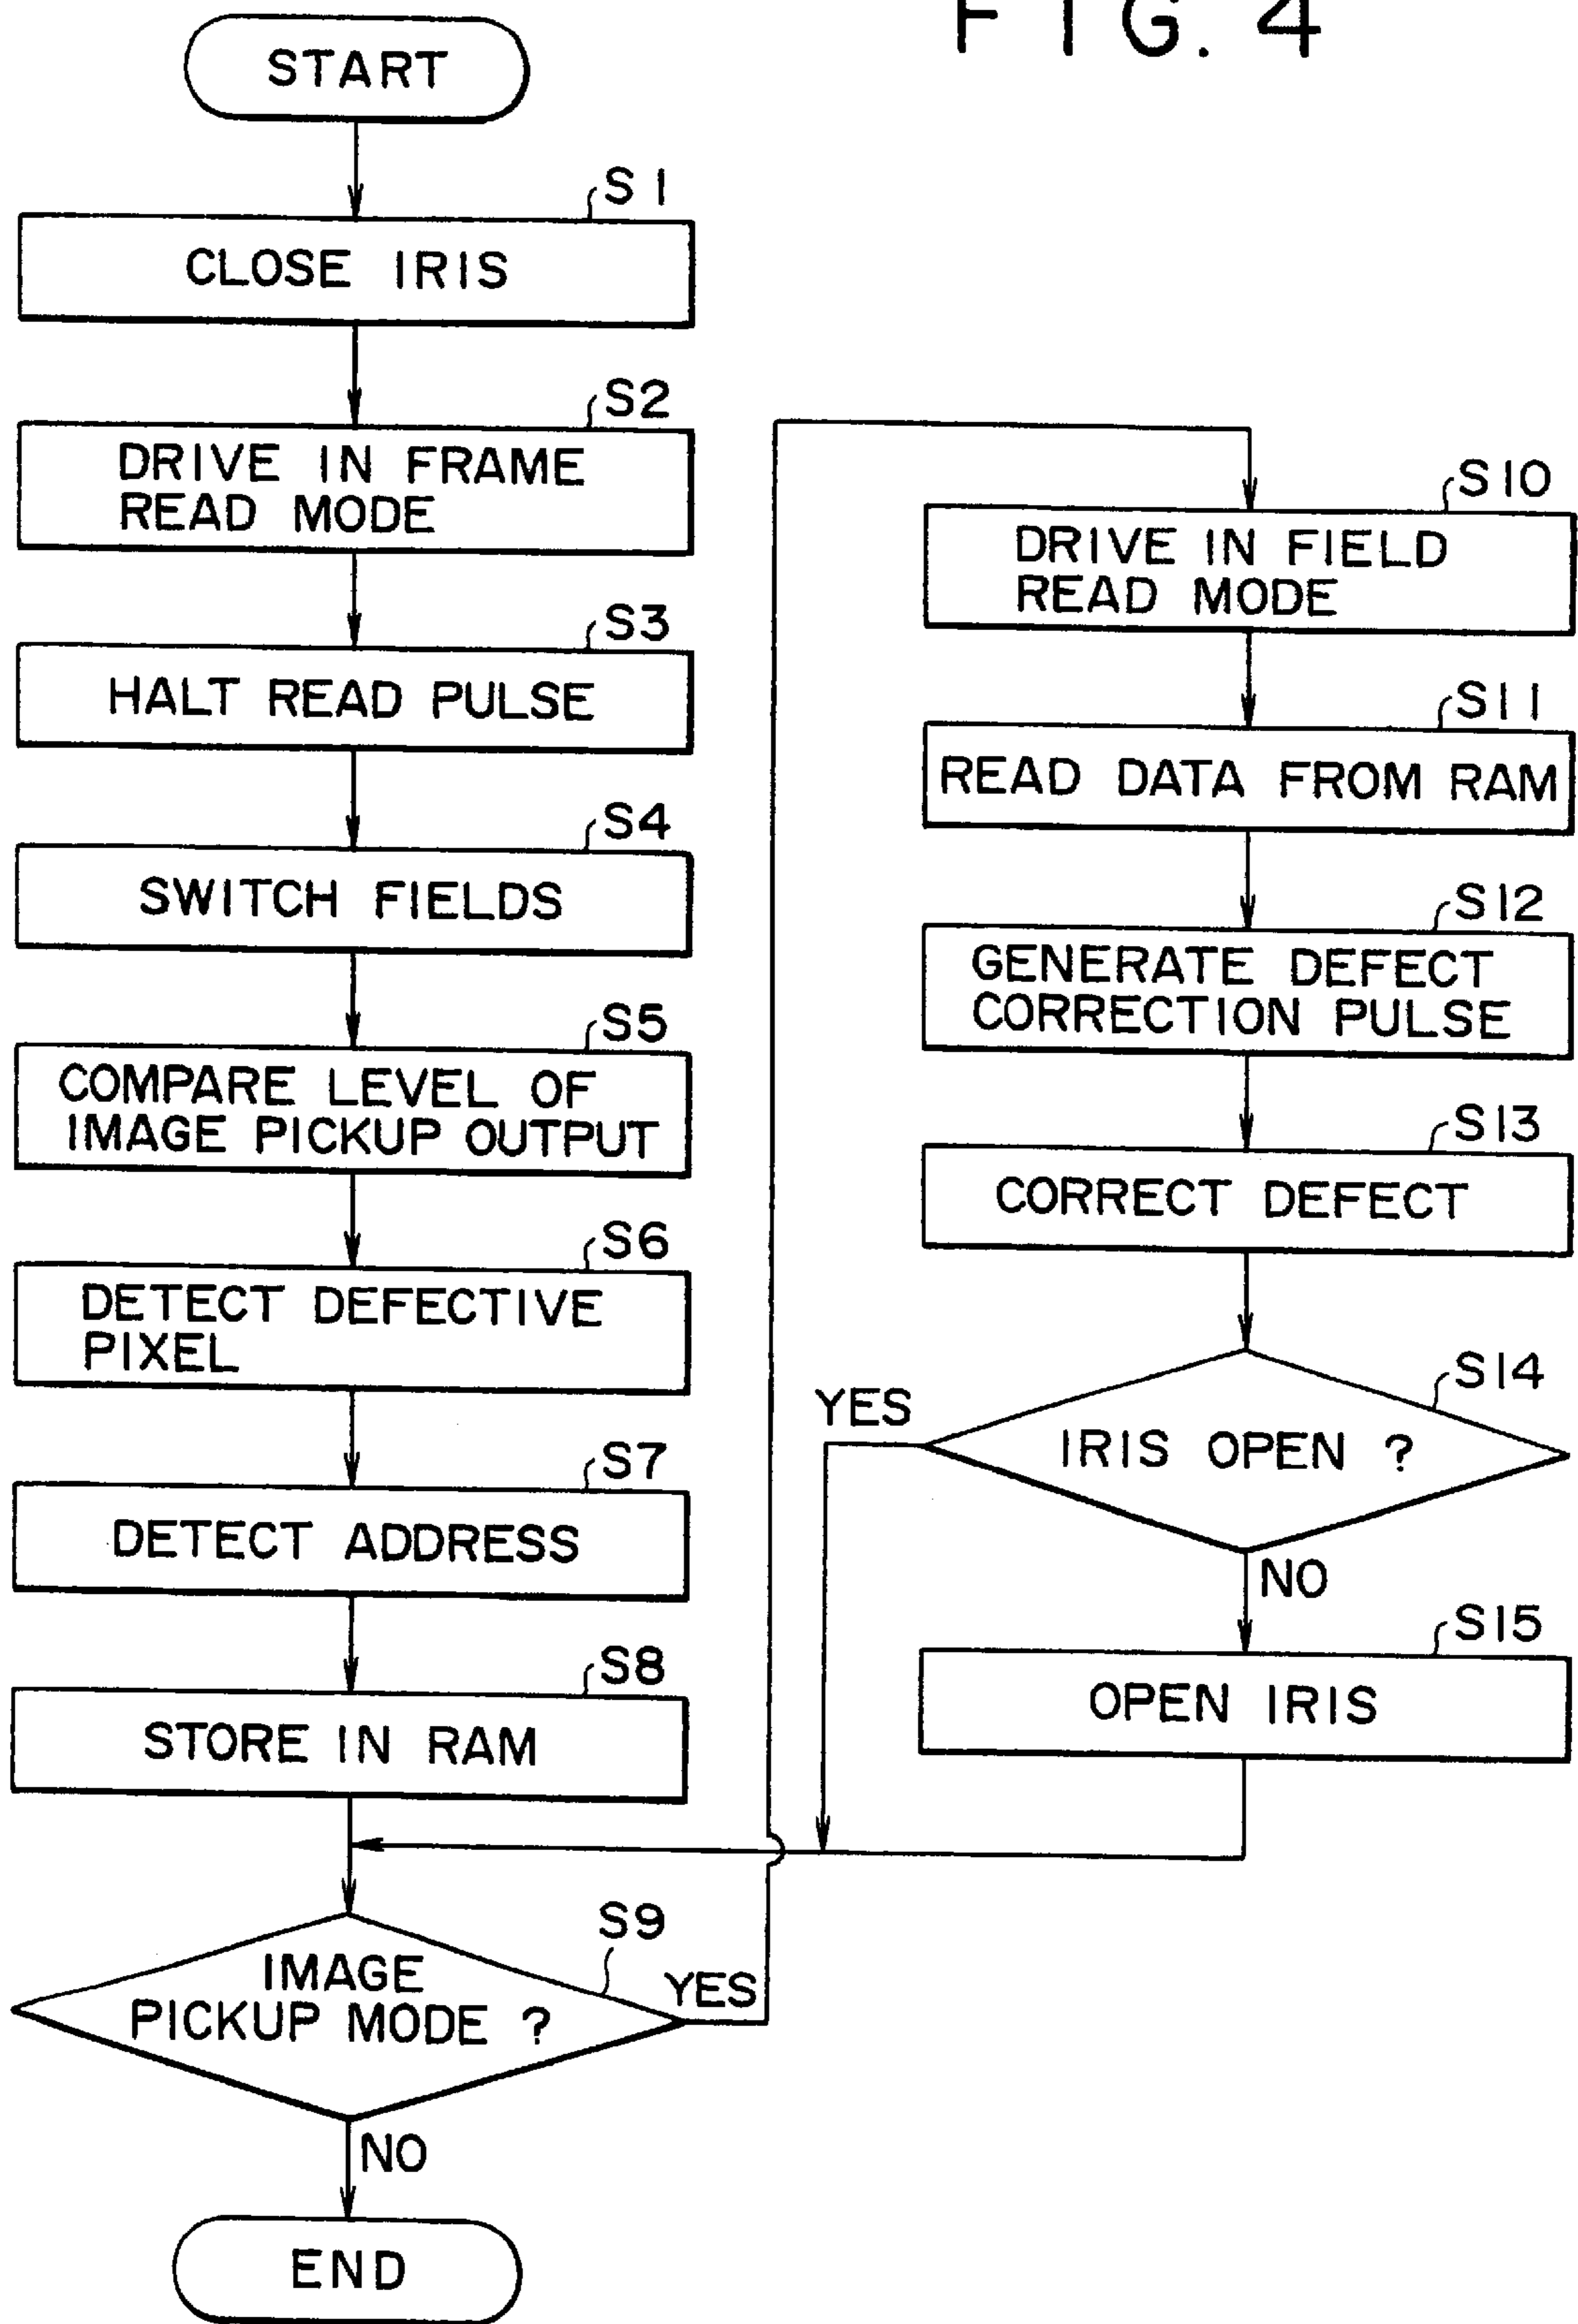 FIG. 4
START
S1
CLOSE IRIS
S2
DRIVE IN FRAME
READ MODE
S3
HALT READ PULSE
S4
SWITCH FIELDS
S5
COMPARE LEVEL OF
IMAGE PICKUP OUTPUT
S6
DETECT DEFECTIVE
PIXEL
S7
DETECT ADDRESS
S8
STORE IN RAM
S9
IMAGE
PICKUP MODE ?
YES
NO
END
S10
DRIVE IN FIELD
READ MODE
S11
READ DATA FROM RAM
S12
GENERATE DEFECT
CORRECTION PULSE
S13
CORRECT DEFECT
S14
YES
IRIS OPEN ?
NO
S15
OPEN IRIS